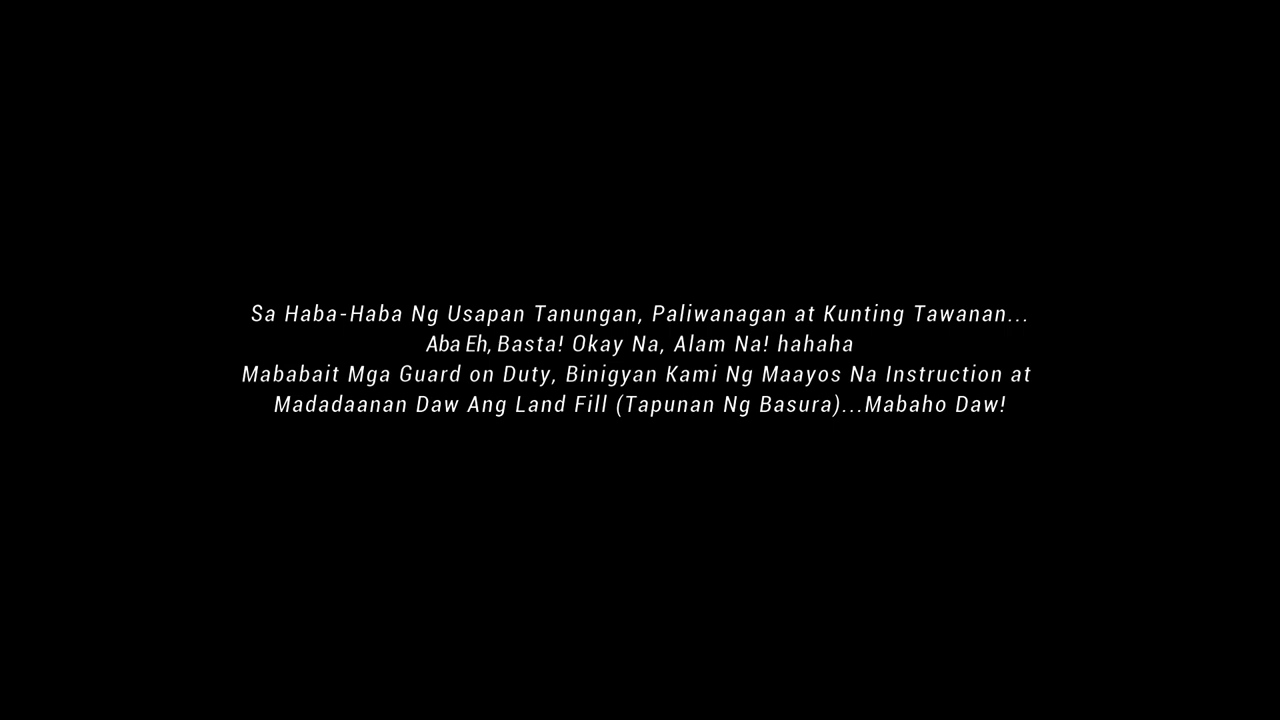 Sa Haba-Haba Ng Usapan Tanungan, Paliwanagan at Kunting Tawanan...
Aba Eh, Basta! Okay Na, Alam Na! hahaha
Mababait Mga Guard on Duty, Binigyan Kami Ng Maayos Na Instruction at
Madadaanan Daw Ang Land Fill (Tapunan Ng Basura)...Mabaho Daw!